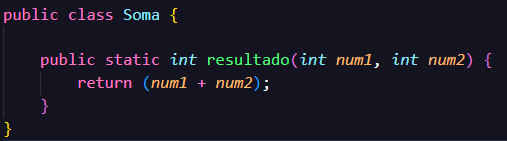 public class Soma {
public static int resultado(int num1, int num2) {
return (num1 + num2);
}
}